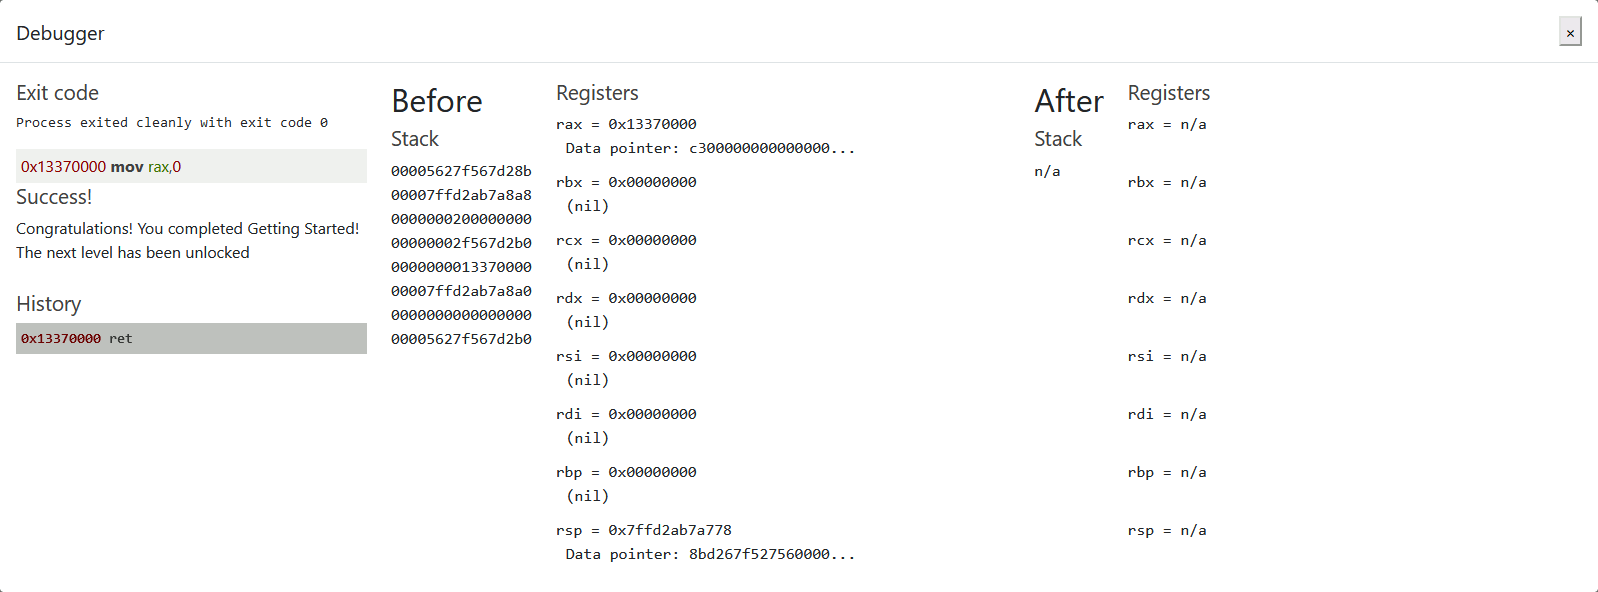 Debugger
×
Exit code
Process exited cleanly with exit code 0
0x13370000 mov rax,0
Success!
Congratulations! You completed Getting Started!
The next level has been unlocked
History
0x13370000 ret
Before
Stack
00005627f567d28b
00007ffd2ab7a8a8
0000000200000000
00000002f567d2b0
0000000013370000
00007ffd2ab7a8a0
0000000000000000
00005627f567d2b0
Registers
rax = 0x13370000
Data pointer: c300000000000000...
rbx = 0x00000000
(nil)
rcx = 0x00000000
(nil)
rdx = 0x00000000
(nil)
rsi = 0x00000000
(nil)
rdi = 0x00000000
(nil)
rbp = 0x00000000
(nil)
rsp = 0x7ffd2ab7a778
Data pointer: 8bd267f527560000...
After
Stack
n/a
Registers
rax = n/a
rbx = n/a
rcx = n/a
rdx = n/a
rsi = n/a
rdi = n/a
rbp = n/a
rsp = n/a